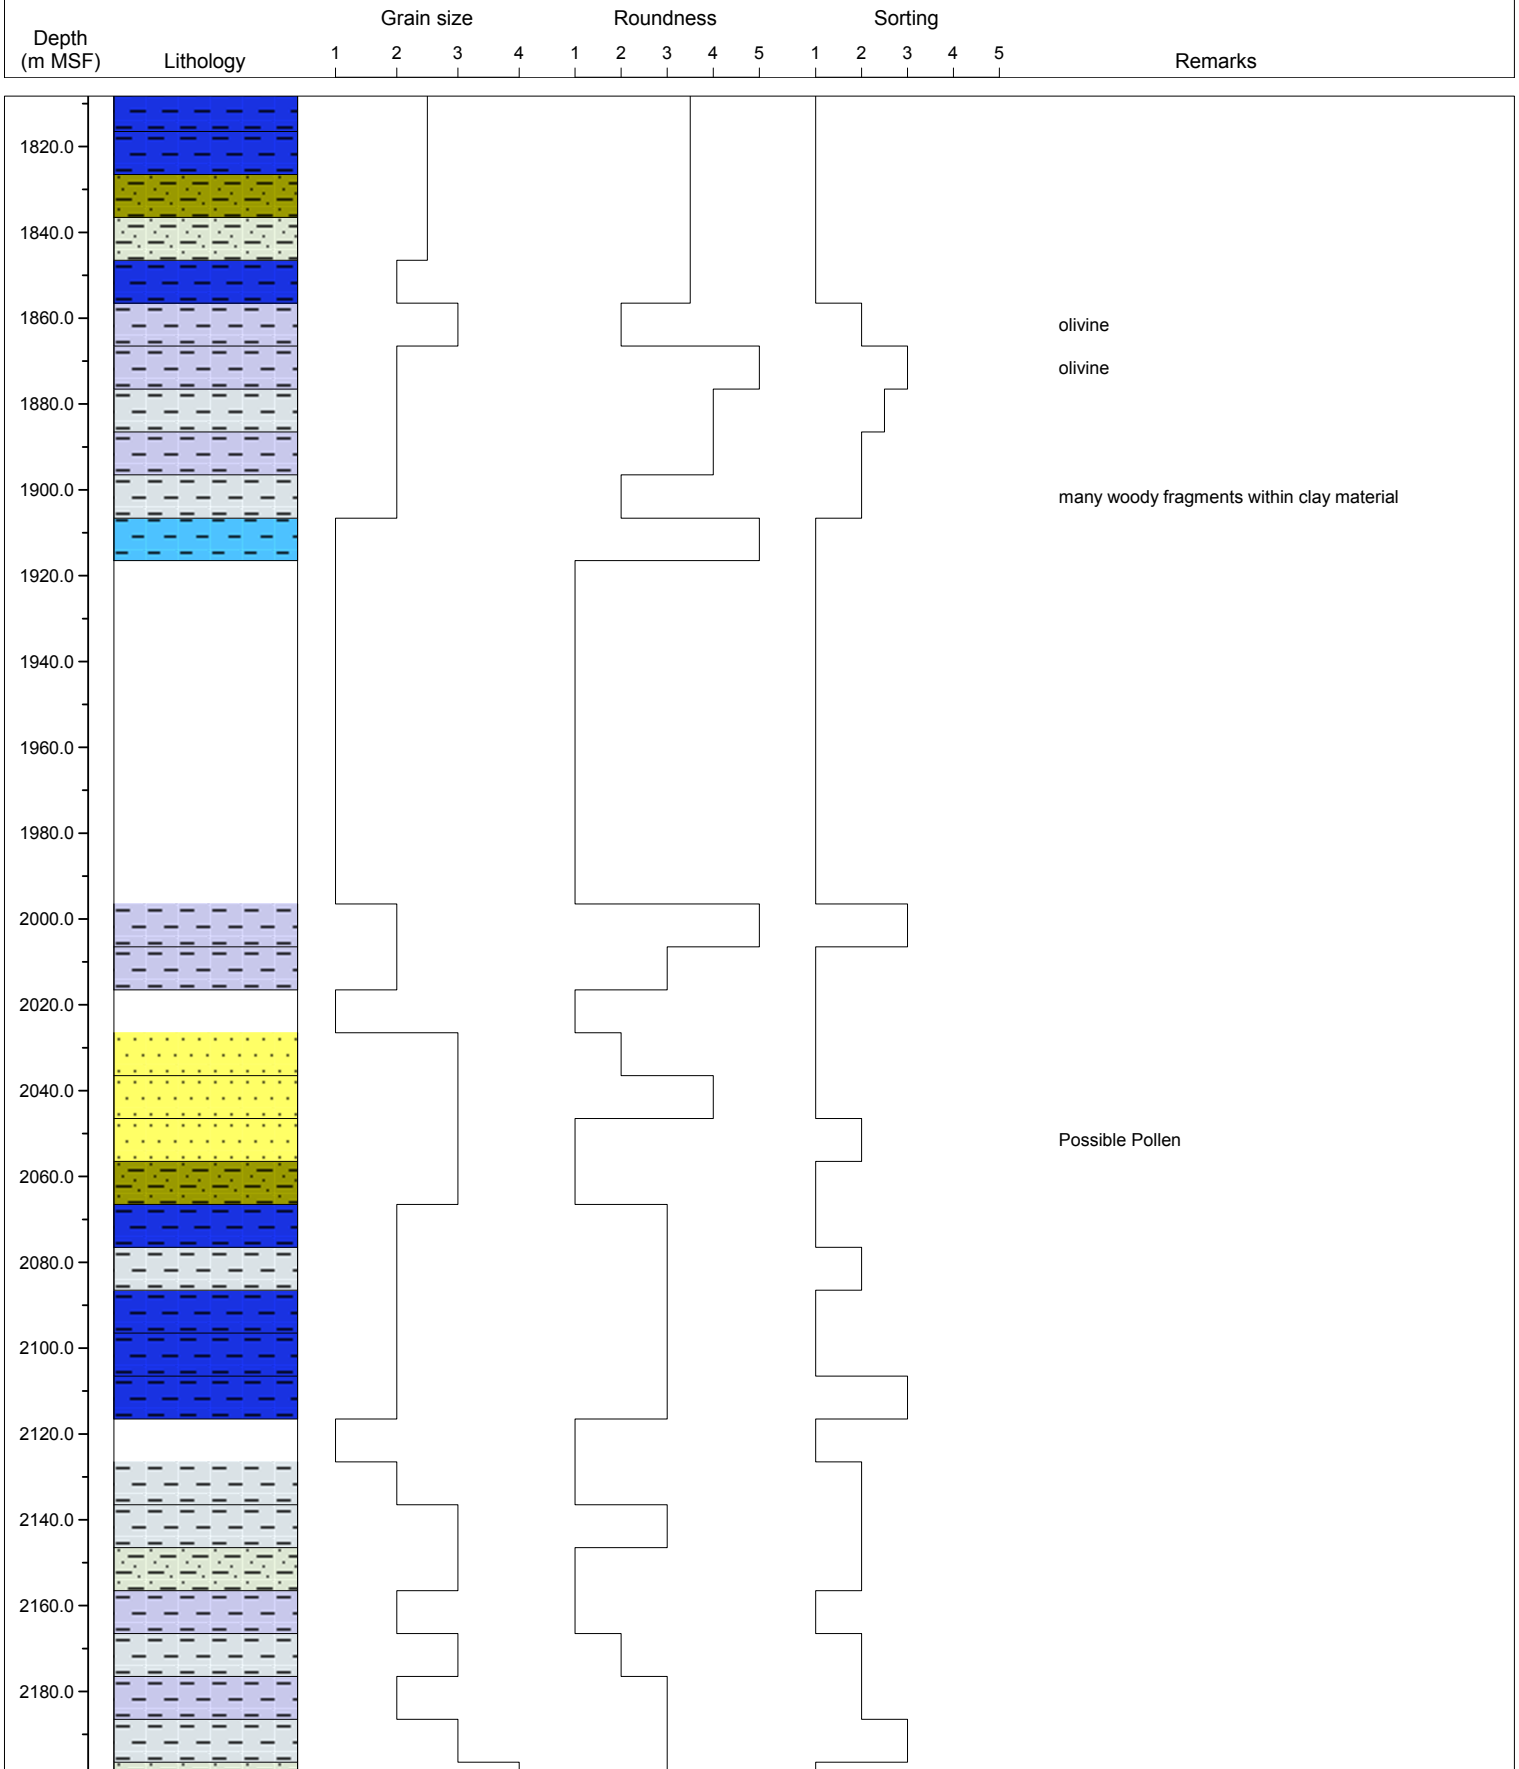 Grain size Roundness Sorting
Depth
(m MSF) Lithology 1 2 3 4 1 2 3 4 5 1 2 3 4 5 Remarks
1820.0
1840.0
1860.0 olivine
olivine
1880.0
1900.0 many woody fragments within clay material
1920.0
1940.0
1960.0
1980.0
2000.0
2020.0
2040.0
Possible Pollen
2060.0
2080.0
2100.0
2120.0
2140.0
2160.0
2180.0